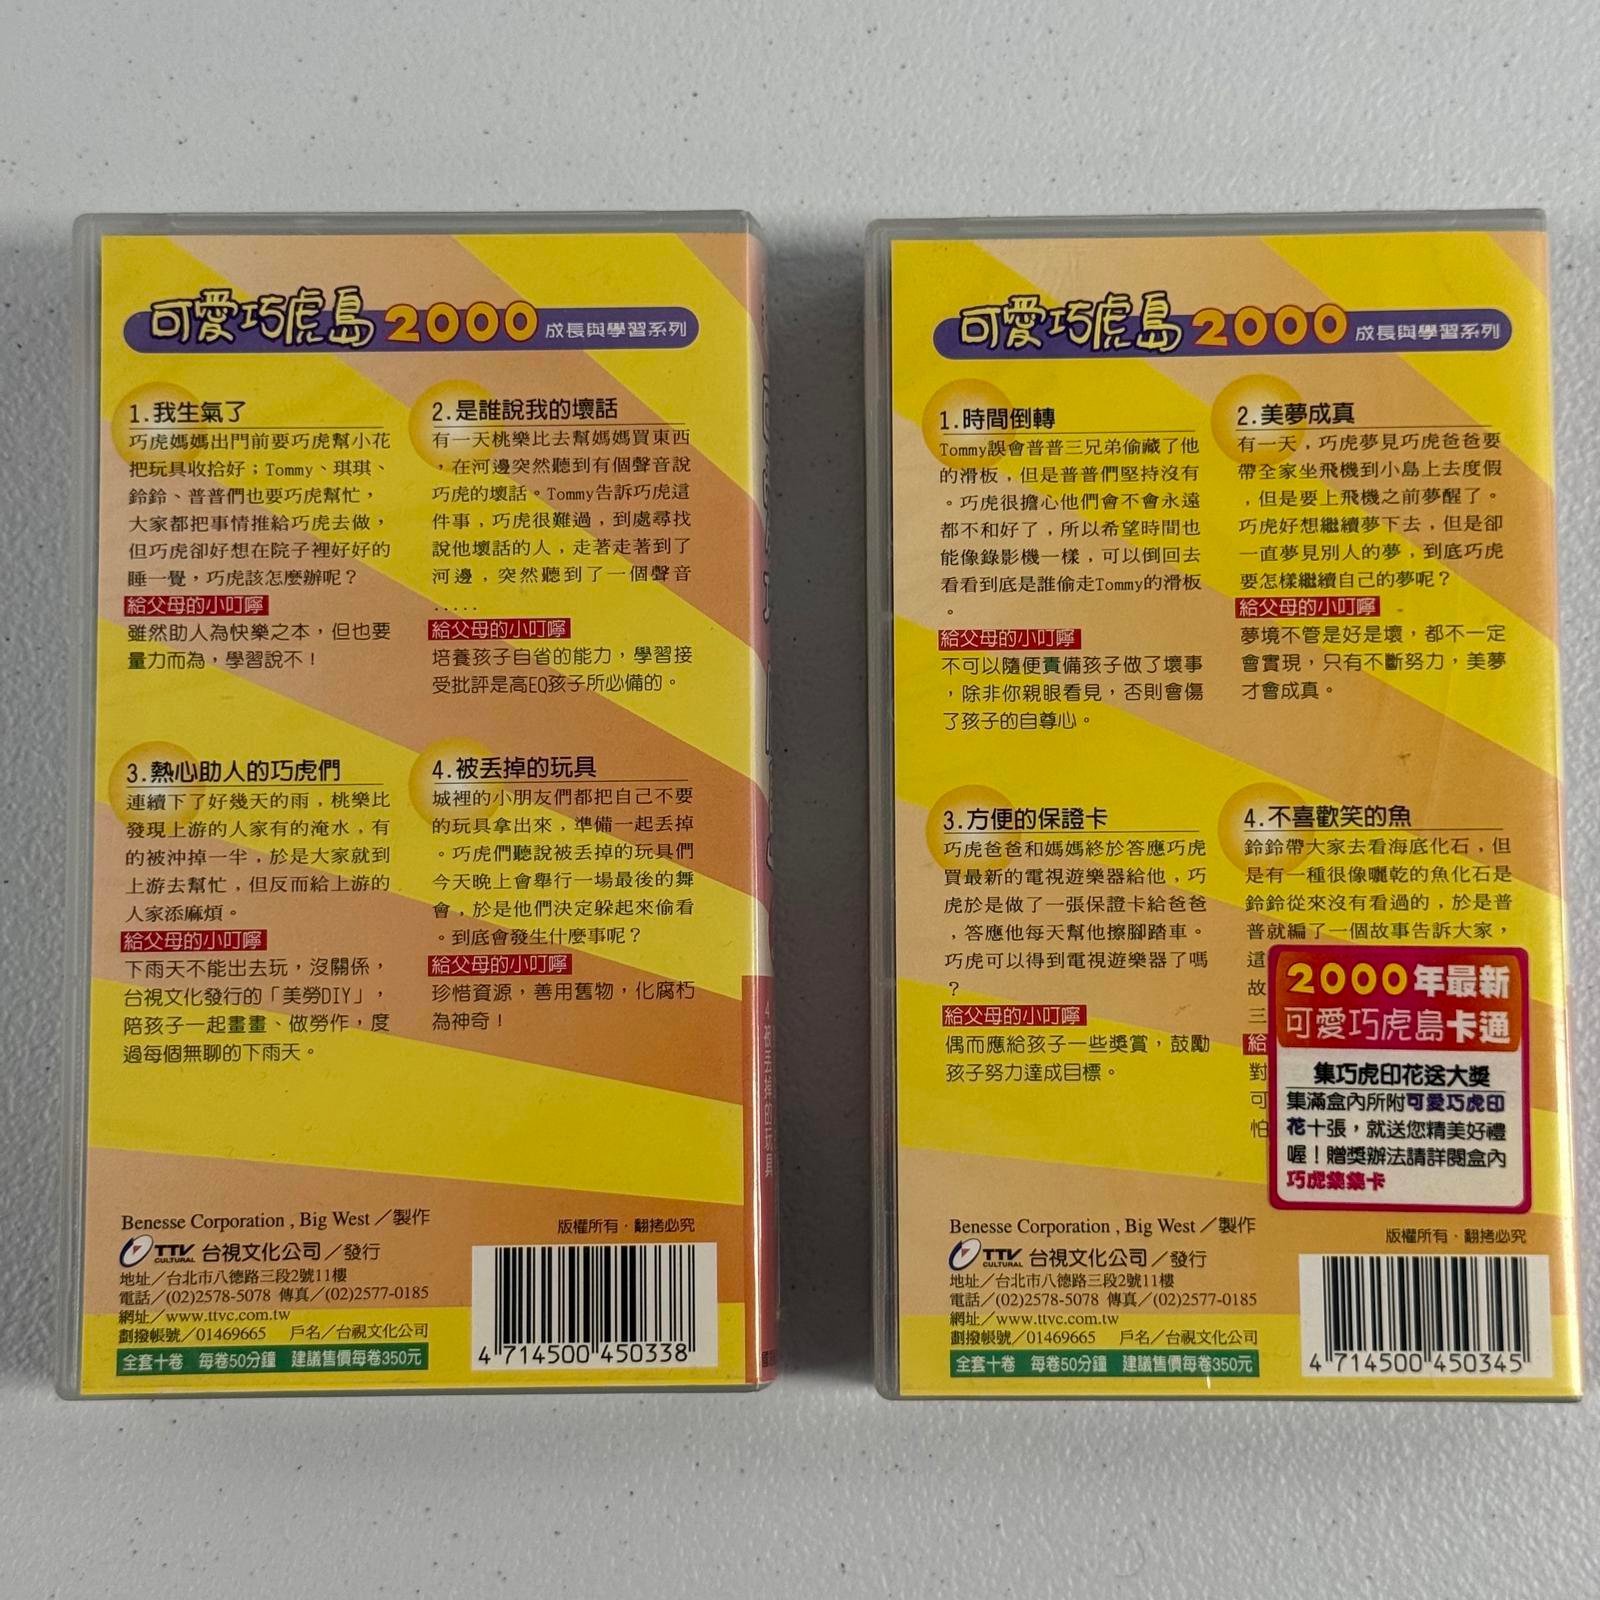 可愛巧虎島2000 成長與學習系列
1.我生氣了
巧虎媽媽出門前要巧虎幫小花
把玩具收拾好；Tommy、琪琪、
鈴鈴、普普們也要巧虎幫忙，
大家都把事情推給巧虎去做，
但巧虎卻好想在院子裡好好的
睡一覺，巧虎該怎麼辦呢？
給父母的小叮嚀
雖然助人為快樂之本，但也要
量力而為，學習說不！
2.是誰說我的壞話
有一天桃樂比去幫媽媽買東西
，在河邊突然聽到有個聲音說
巧虎的壞話。Tommy告訴巧虎這
件事，巧虎很難過，到處尋找
說他壞話的人，走著走著到了
河邊，突然聽到了一個聲音
.....
給父母的小叮嚀
培養孩子自省的能力，學習接
受批評是高EQ孩子所必備的。
3.熱心助人的巧虎們
連續下了好幾天的雨，桃樂比
發現上游的人家有的淹水，有
的被沖掉一半，於是大家就到
上游去幫忙，但反而給上游的
人家添麻煩。
給父母的小叮嚀
下雨天不能出去玩，沒關係，
台視文化發行的「美勞DIY」，
陪孩子一起畫畫、做勞作，度
過每個無聊的下雨天。
4.被丟掉的玩具
城裡的小朋友們都把自己不要
的玩具拿出來，準備一起丟掉
。巧虎們聽說被丟掉的玩具們
今天晚上會舉行一場最後的舞
會，於是他們決定躲起來偷看
。到底會發生什麼事呢？
給父母的小叮嚀
珍惜資源，善用舊物，化腐朽
為神奇！
Benesse Corporation , Big West／製作
版權所有．翻拷必究
TTV CULTURAL 台視文化公司／發行
地址／台北市八德路三段2號11樓
電話／(02)2578-5078 傳真／(02)2577-0185
網址／www.ttvc.com.tw
劃撥帳號／01469665 戶名／台視文化公司
全套十卷 每卷50分鐘 建議售價每卷350元
4 714500 450338
可愛巧虎島2000 成長與學習系列
1.時間倒轉
Tommy誤會普普三兄弟偷藏了他
的滑板，但是普普們堅持沒有
。巧虎很擔心他們會不會永遠
都不和好了，所以希望時間也
能像錄影機一樣，可以倒回去
看看到底是誰偷走Tommy的滑板
。
給父母的小叮嚀
不可以隨便責備孩子做了壞事
，除非你親眼看見，否則會傷
了孩子的自尊心。
2.美夢成真
有一天，巧虎夢見巧虎爸爸要
帶全家坐飛機到小島上去度假
，但是要上飛機之前夢醒了。
巧虎好想繼續夢下去，但是卻
一直夢見別人的夢，到底巧虎
要怎樣繼續自己的夢呢？
給父母的小叮嚀
夢境不管是好是壞，都不一定
會實現，只有不斷努力，美夢
才會成真。
3.方便的保證卡
巧虎爸爸和媽媽終於答應巧虎
買最新的電視遊樂器給他，巧
虎於是做了一張保證卡給爸爸
，答應他每天幫他擦腳踏車。
巧虎可以得到電視遊樂器了嗎
？
給父母的小叮嚀
偶而應給孩子一些獎賞，鼓勵
孩子努力達成目標。
4.不喜歡笑的魚
鈴鈴帶大家去看海底化石，但
是有一種很像曬乾的魚化石是
鈴鈴從來沒有看過的，於是普
普就編了一個故事告訴大家，
這
故
三
給
對
可
怕
2000年最新
可愛巧虎島卡通
集巧虎印花送大獎
集滿盒內所附可愛巧虎印
花十張，就送您精美好禮
喔！贈獎辦法請詳閱盒內
巧虎集集卡
Benesse Corporation , Big West／製作
版權所有．翻拷必究
TTV CULTURAL 台視文化公司／發行
地址／台北市八德路三段2號11樓
電話／(02)2578-5078 傳真／(02)2577-0185
網址／www.ttvc.com.tw
劃撥帳號／01469665 戶名／台視文化公司
全套十卷 每卷50分鐘 建議售價每卷350元
4 714500 450345